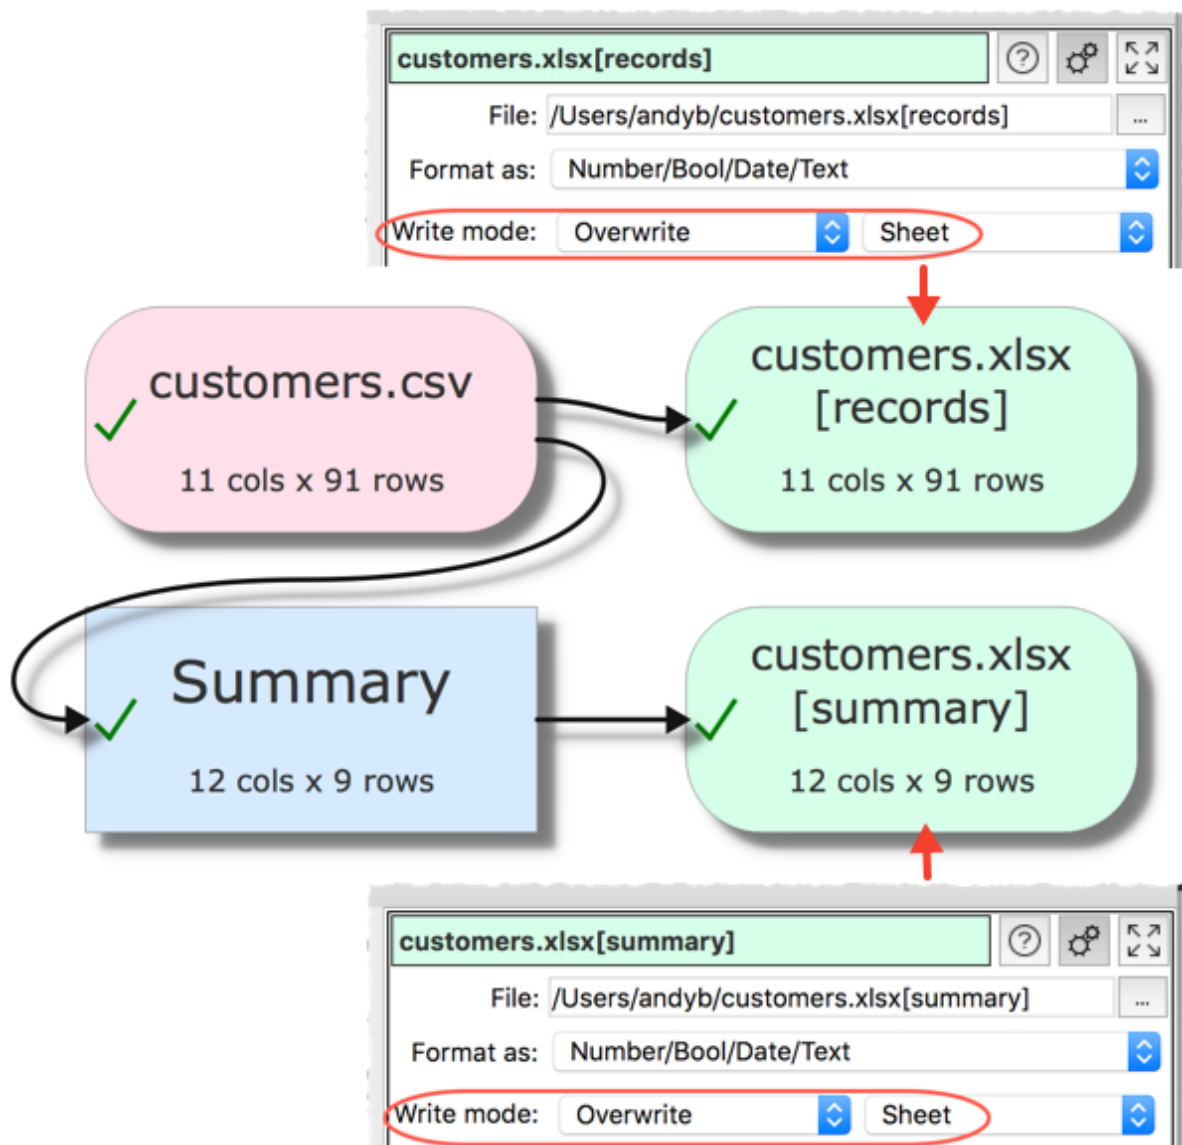 customers.xlsx[records]
File: /Users/andyb/customers.xlsx[records] ...
Format as: Number/Bool/Date/Text
Write mode: Overwrite Sheet
customers.csv
11 cols x 91 rows
customers.xlsx
[records]
11 cols x 91 rows
Summary
12 cols x 9 rows
customers.xlsx
[summary]
12 cols x 9 rows
customers.xlsx[summary]
File: /Users/andyb/customers.xlsx[summary] ...
Format as: Number/Bool/Date/Text
Write mode: Overwrite Sheet